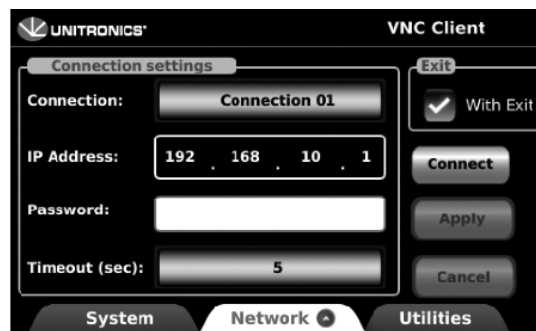 UNITRONICS
VNC Client
Connection settings
Connection:
Connection 01
IP Address:
192 . 168 . 10 . 1
Password:
Timeout (sec):
5
Exit
With Exit
Connect
Apply
Cancel
System
Network
Utilities